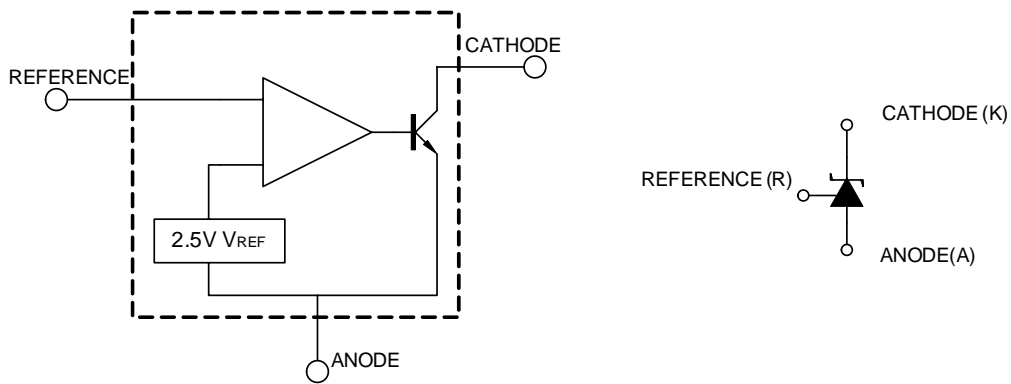 CATHODE
REFERENCE
2.5V VREF
ANODE
CATHODE (K)
REFERENCE (R)
ANODE(A)